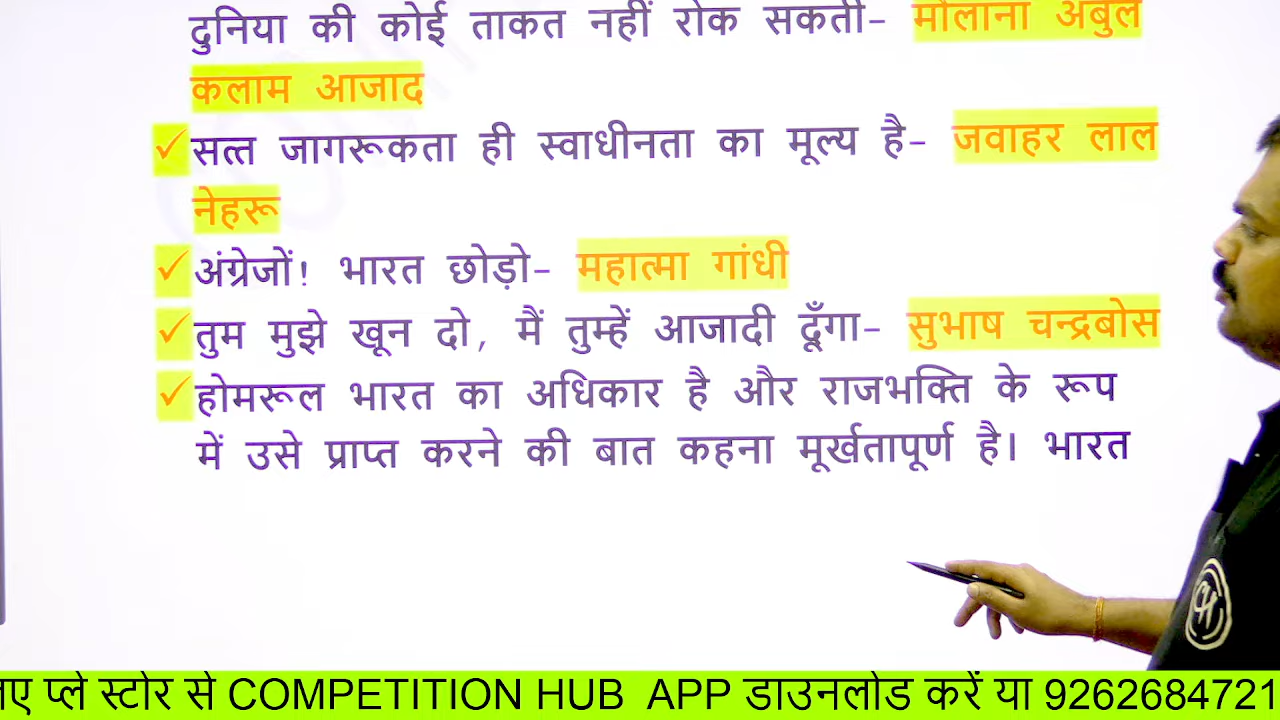 दुनिया की कोई ताकत नहीं रोक सकती- मौलाना अबुल
कलाम आजाद
✓ सत्त जागरूकता ही स्वाधीनता का मूल्य है- जवाहर लाल
नेहरू
✓ अंग्रेजों! भारत छोड़ो- महात्मा गांधी
✓ तुम मुझे खून दो, मैं तुम्हें आजादी दूँगा- सुभाष चन्द्रबोस
✓ होमरूल भारत का अधिकार है और राजभक्ति के रूप
में उसे प्राप्त करने की बात कहना मूर्खतापूर्ण है। भारत
प्ले स्टोर से COMPETITION HUB APP डाउनलोड करें या 9262684721